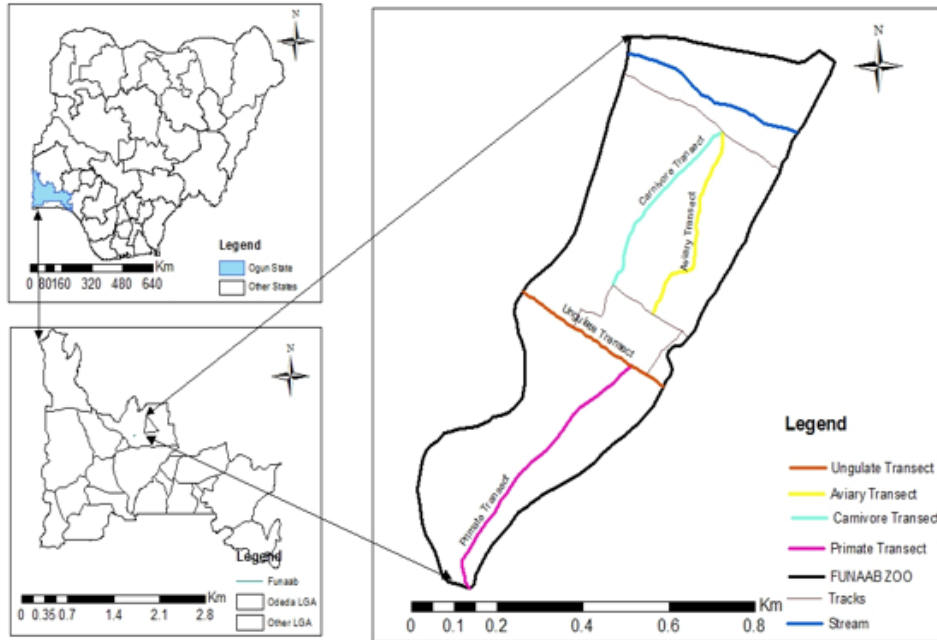 N
Legend
Km
Ogun State
0 80160 320 480 640
Other States
N
Legend
Funaab
Km
Odeda LGA
0 0.35 0.7 1.4 2.1 2.8
Other LGA
N
Carnivore Transect
Aviary Transect
Ungulate Transect
Primate Transect
Legend
Ungulate Transect
Aviary Transect
Carnivore Transect
Primate Transect
FUNAAB ZOO
Tracks
Stream
Km
0 0.1 0.2 0.4 0.6 0.8